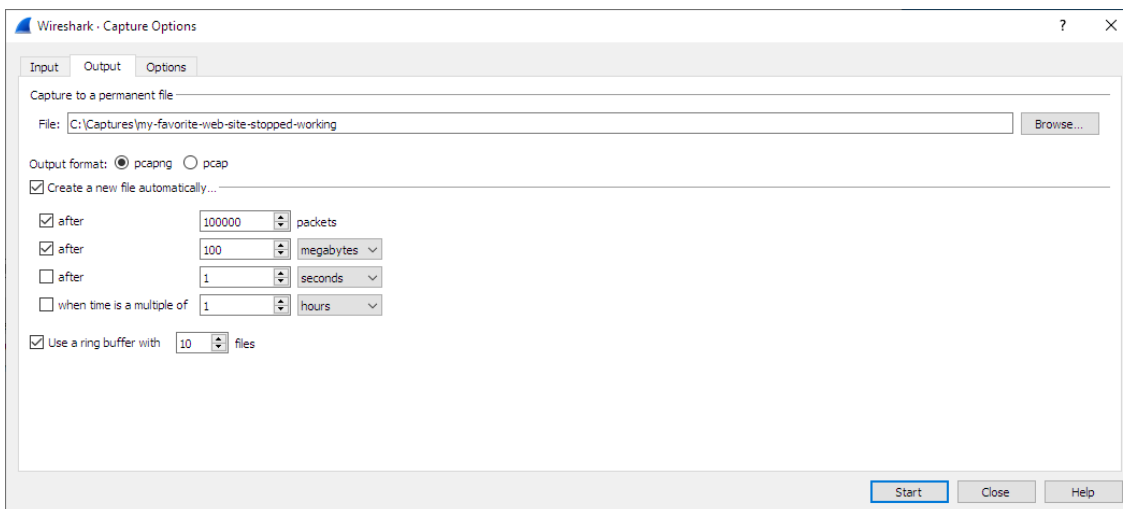 Wireshark · Capture Options
Input Output Options
Capture to a permanent file
File: C:\Captures\my-favorite-web-site-stopped-working Browse...
Output format: pcapng pcap
Create a new file automatically...
after 100000 packets
after 100 megabytes
after 1 seconds
when time is a multiple of 1 hours
Use a ring buffer with 10 files
Start Close Help